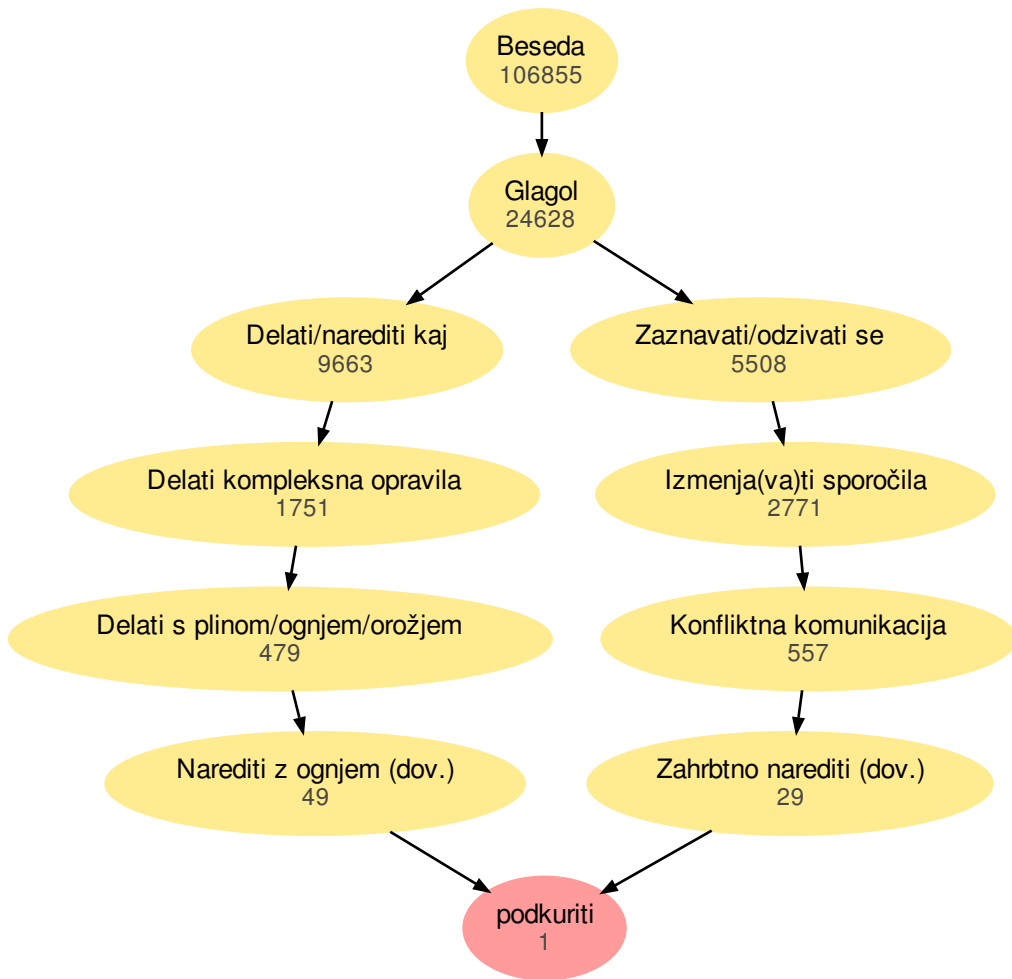 Beseda
106855
Glagol
24628
Delati/narediti kaj
9663
Zaznavati/odzivati se
5508
Delati kompleksna opravila
1751
Izmenja(va)ti sporočila
2771
Delati s plinom/ognjem/orožjem
479
Konfliktna komunikacija
557
Narediti z ognjem (dov.)
49
Zahrbtno narediti (dov.)
29
podkuriti
1